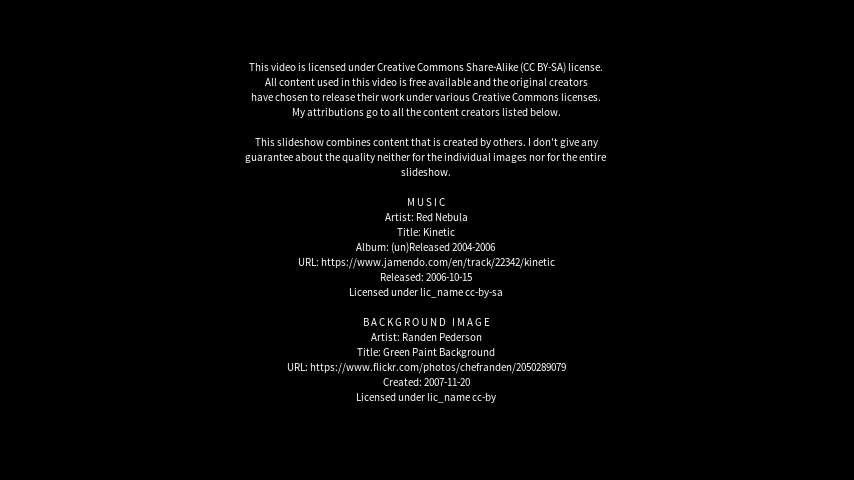 This video is licensed under Creative Commons Share-Alike (CC BY-SA) license.
All content used in this video is free available and the original creators
have chosen to release their work under various Creative Commons licenses.
My attributions go to all the content creators listed below.
This slideshow combines content that is created by others. I don't give any
guarantee about the quality neither for the individual images nor for the entire
slideshow.
M U S I C
Artist: Red Nebula
Title: Kinetic
Album: (un)Released 2004-2006
URL: https://www.jamendo.com/en/track/22342/kinetic
Released: 2006-10-15
Licensed under lic_name cc-by-sa
B A C K G R O U N D  I M A G E
Artist: Randen Pederson
Title: Green Paint Background
URL: https://www.flickr.com/photos/chefranden/2050289079
Created: 2007-11-20
Licensed under lic_name cc-by